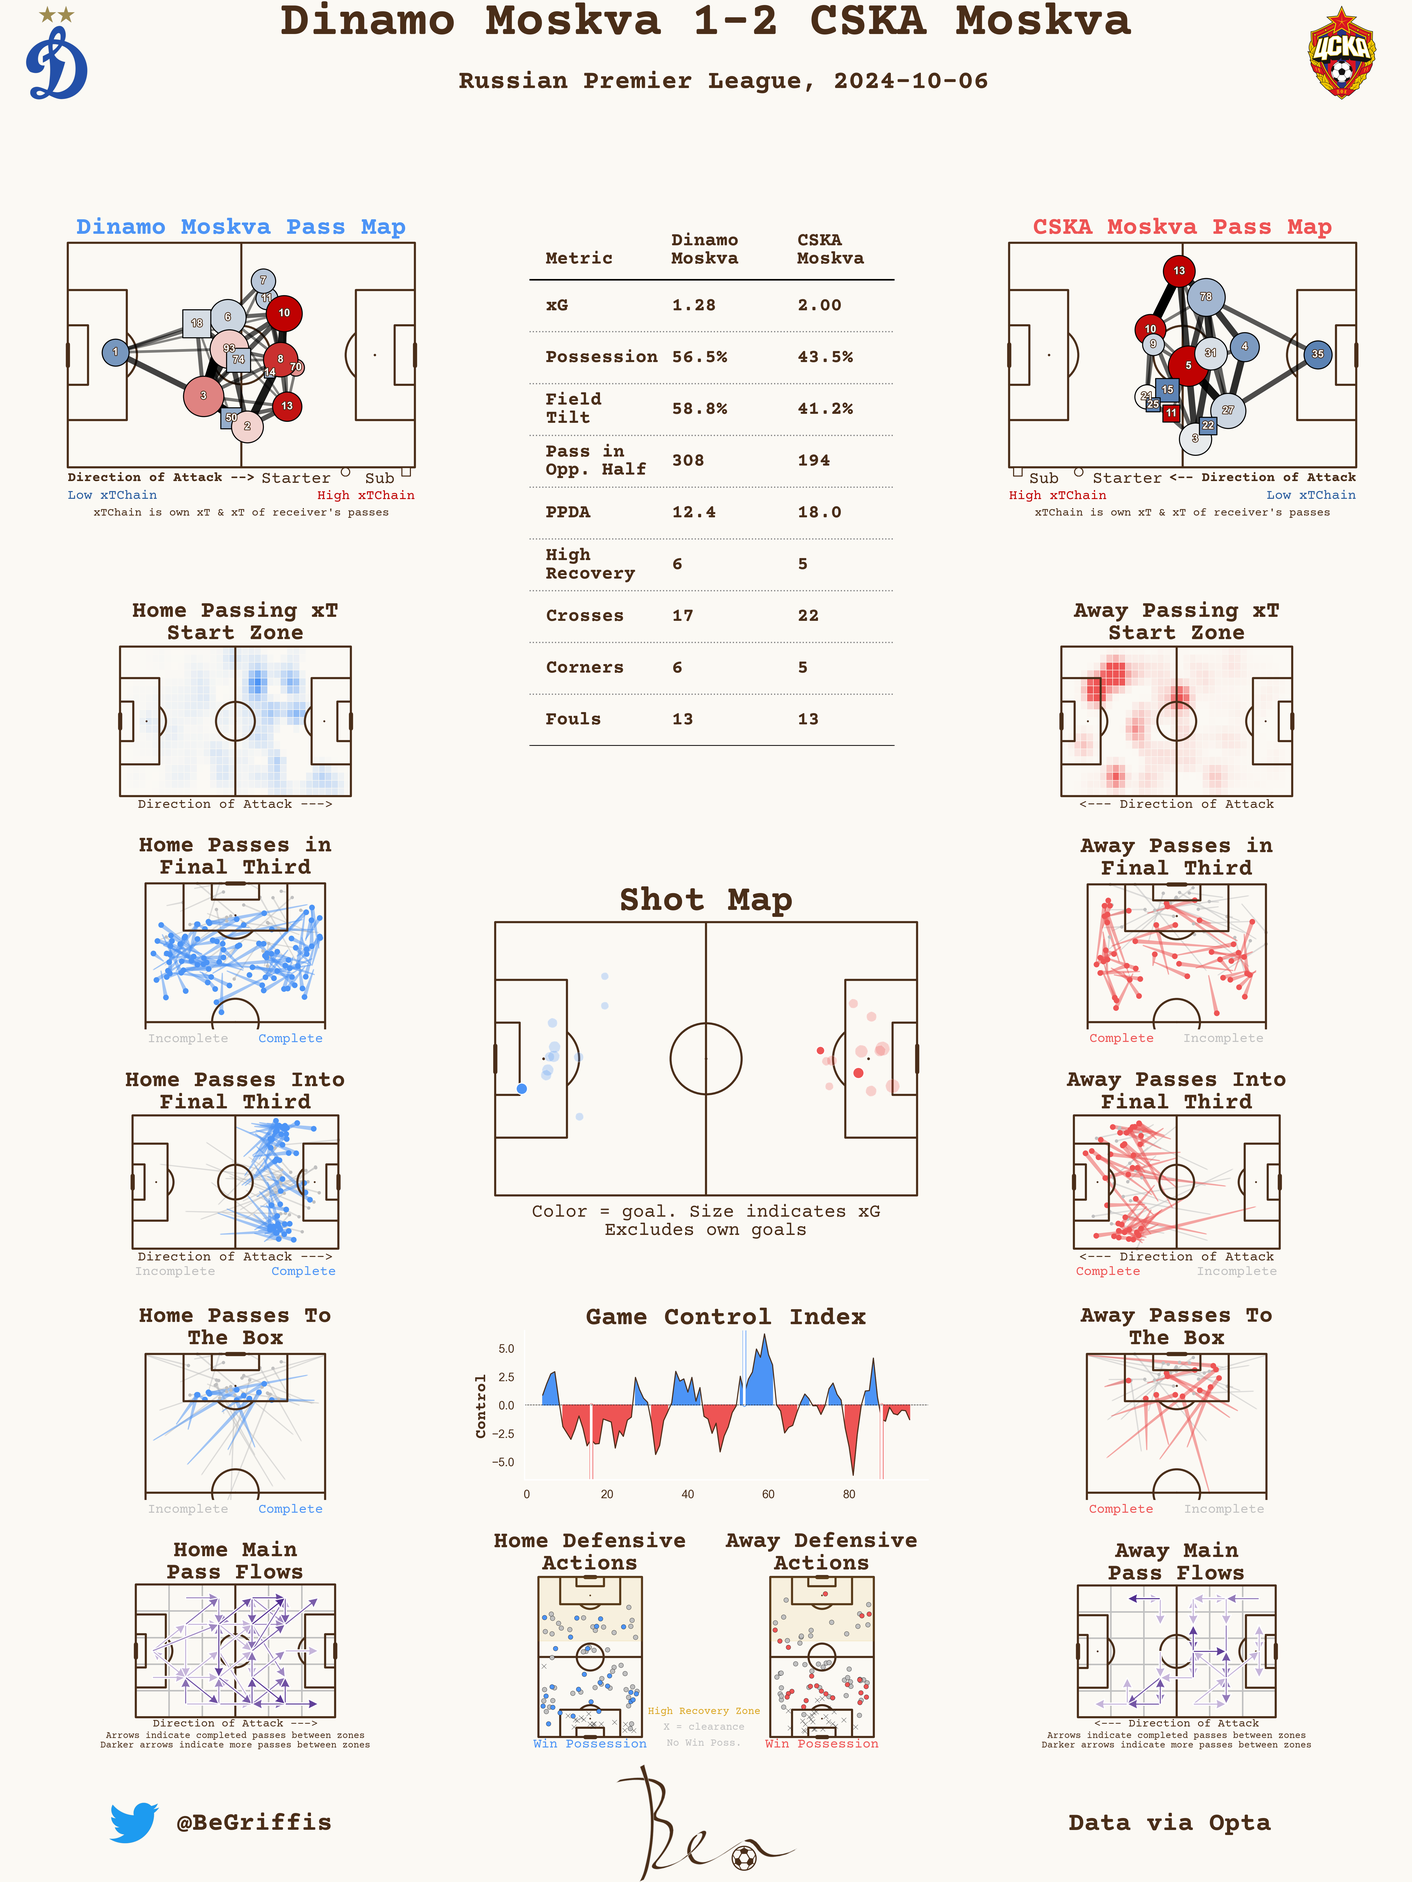 Dinamo Moskva 1-2 CSKA Moskva
Russian Premier League, 2024-10-06
ЦСКА
Dinamo Moskva Pass Map
7
11
10
18
6
93
1
74
8
14
70
3
13
50
2
Direction of Attack --> Starter Sub
Low xTChain High xTChain
xTChain is own xT & xT of receiver's passes
Metric Dinamo Moskva CSKA Moskva
xG 1.28 2.00
Possession 56.5% 43.5%
Field Tilt 58.8% 41.2%
Pass in Opp. Half 308 194
PPDA 12.4 18.0
High Recovery 6 5
Crosses 17 22
Corners 6 5
Fouls 13 13
CSKA Moskva Pass Map
13
78
10
9
31
4
35
5
15
21
25
11
27
22
3
Sub Starter <-- Direction of Attack
High xTChain Low xTChain
xTChain is own xT & xT of receiver's passes
Home Passing xT
Start Zone
Direction of Attack --->
Away Passing xT
Start Zone
<--- Direction of Attack
Home Passes in
Final Third
Incomplete Complete
Away Passes in
Final Third
Complete Incomplete
Shot Map
Color = goal. Size indicates xG
Excludes own goals
Home Passes Into
Final Third
Direction of Attack --->
Incomplete Complete
Away Passes Into
Final Third
<--- Direction of Attack
Complete Incomplete
Home Passes To
The Box
Incomplete Complete
Game Control Index
Control
5.0
2.5
0.0
−2.5
−5.0
0 20 40 60 80
Away Passes To
The Box
Complete Incomplete
Home Main
Pass Flows
Direction of Attack --->
Arrows indicate completed passes between zones
Darker arrows indicate more passes between zones
Home Defensive
Actions
Win Possession
High Recovery Zone
X = clearance
No Win Poss.
Away Defensive
Actions
Win Possession
Away Main
Pass Flows
<--- Direction of Attack
Arrows indicate completed passes between zones
Darker arrows indicate more passes between zones
@BeGriffis
Ben
Data via Opta